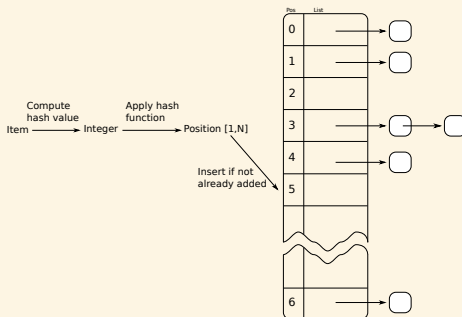 Pos List
0
1
2
3
4
5
6
Compute
hash value
Apply hash
function
Item Integer Position [1,N]
Insert if not
already added